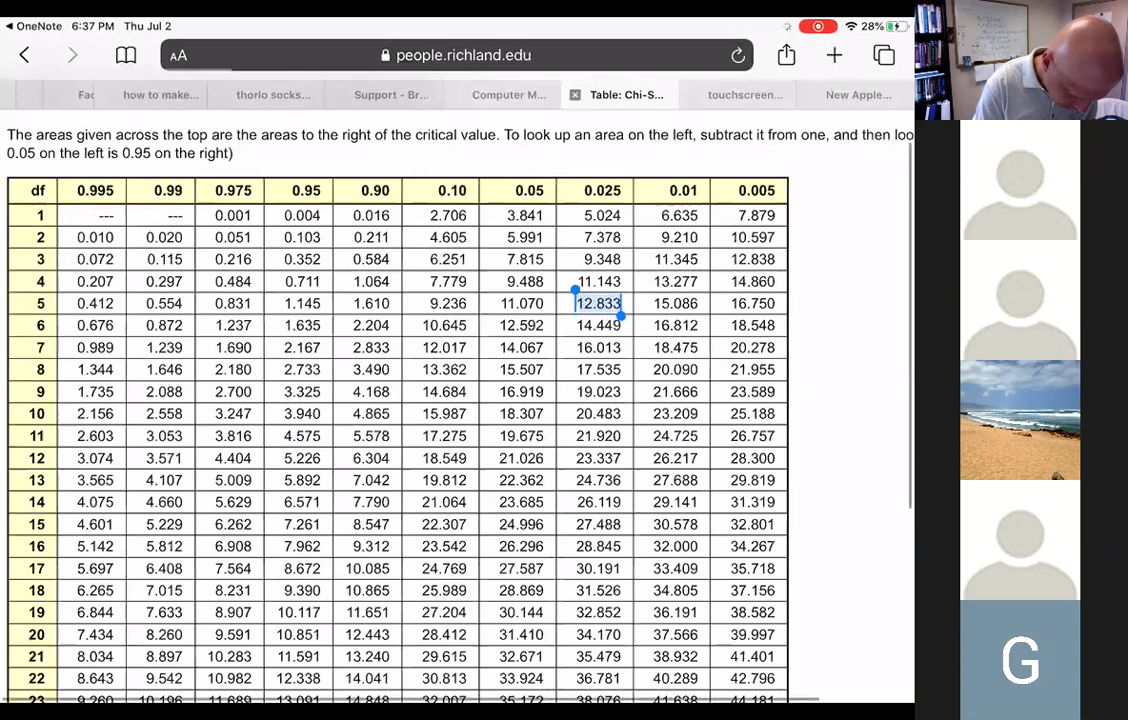 OneNote 6:37 PM Thu Jul 2 28%
AA people.richland.edu
Fac how to make... thorlo socks... Support - Br... Computer M... Table: Chi-S... touchscreen... New Apple...
The areas given across the top are the areas to the right of the critical value. To look up an area on the left, subtract it from one, and then loo
0.05 on the left is 0.95 on the right)
df 0.995 0.99 0.975 0.95 0.90 0.10 0.05 0.025 0.01 0.005
1 --- --- 0.001 0.004 0.016 2.706 3.841 5.024 6.635 7.879
2 0.010 0.020 0.051 0.103 0.211 4.605 5.991 7.378 9.210 10.597
3 0.072 0.115 0.216 0.352 0.584 6.251 7.815 9.348 11.345 12.838
4 0.207 0.297 0.484 0.711 1.064 7.779 9.488 11.143 13.277 14.860
5 0.412 0.554 0.831 1.145 1.610 9.236 11.070 12.833 15.086 16.750
6 0.676 0.872 1.237 1.635 2.204 10.645 12.592 14.449 16.812 18.548
7 0.989 1.239 1.690 2.167 2.833 12.017 14.067 16.013 18.475 20.278
8 1.344 1.646 2.180 2.733 3.490 13.362 15.507 17.535 20.090 21.955
9 1.735 2.088 2.700 3.325 4.168 14.684 16.919 19.023 21.666 23.589
10 2.156 2.558 3.247 3.940 4.865 15.987 18.307 20.483 23.209 25.188
11 2.603 3.053 3.816 4.575 5.578 17.275 19.675 21.920 24.725 26.757
12 3.074 3.571 4.404 5.226 6.304 18.549 21.026 23.337 26.217 28.300
13 3.565 4.107 5.009 5.892 7.042 19.812 22.362 24.736 27.688 29.819
14 4.075 4.660 5.629 6.571 7.790 21.064 23.685 26.119 29.141 31.319
15 4.601 5.229 6.262 7.261 8.547 22.307 24.996 27.488 30.578 32.801
16 5.142 5.812 6.908 7.962 9.312 23.542 26.296 28.845 32.000 34.267
17 5.697 6.408 7.564 8.672 10.085 24.769 27.587 30.191 33.409 35.718
18 6.265 7.015 8.231 9.390 10.865 25.989 28.869 31.526 34.805 37.156
19 6.844 7.633 8.907 10.117 11.651 27.204 30.144 32.852 36.191 38.582
20 7.434 8.260 9.591 10.851 12.443 28.412 31.410 34.170 37.566 39.997
21 8.034 8.897 10.283 11.591 13.240 29.615 32.671 35.479 38.932 41.401
22 8.643 9.542 10.982 12.338 14.041 30.813 33.924 36.781 40.289 42.796
23 9.260 10.196 11.689 13.091 14.848 32.007 35.172 38.076 41.638 44.181
G